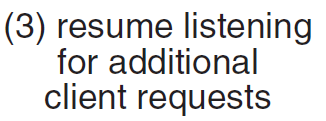 (3) resume listening
for additional
client requests